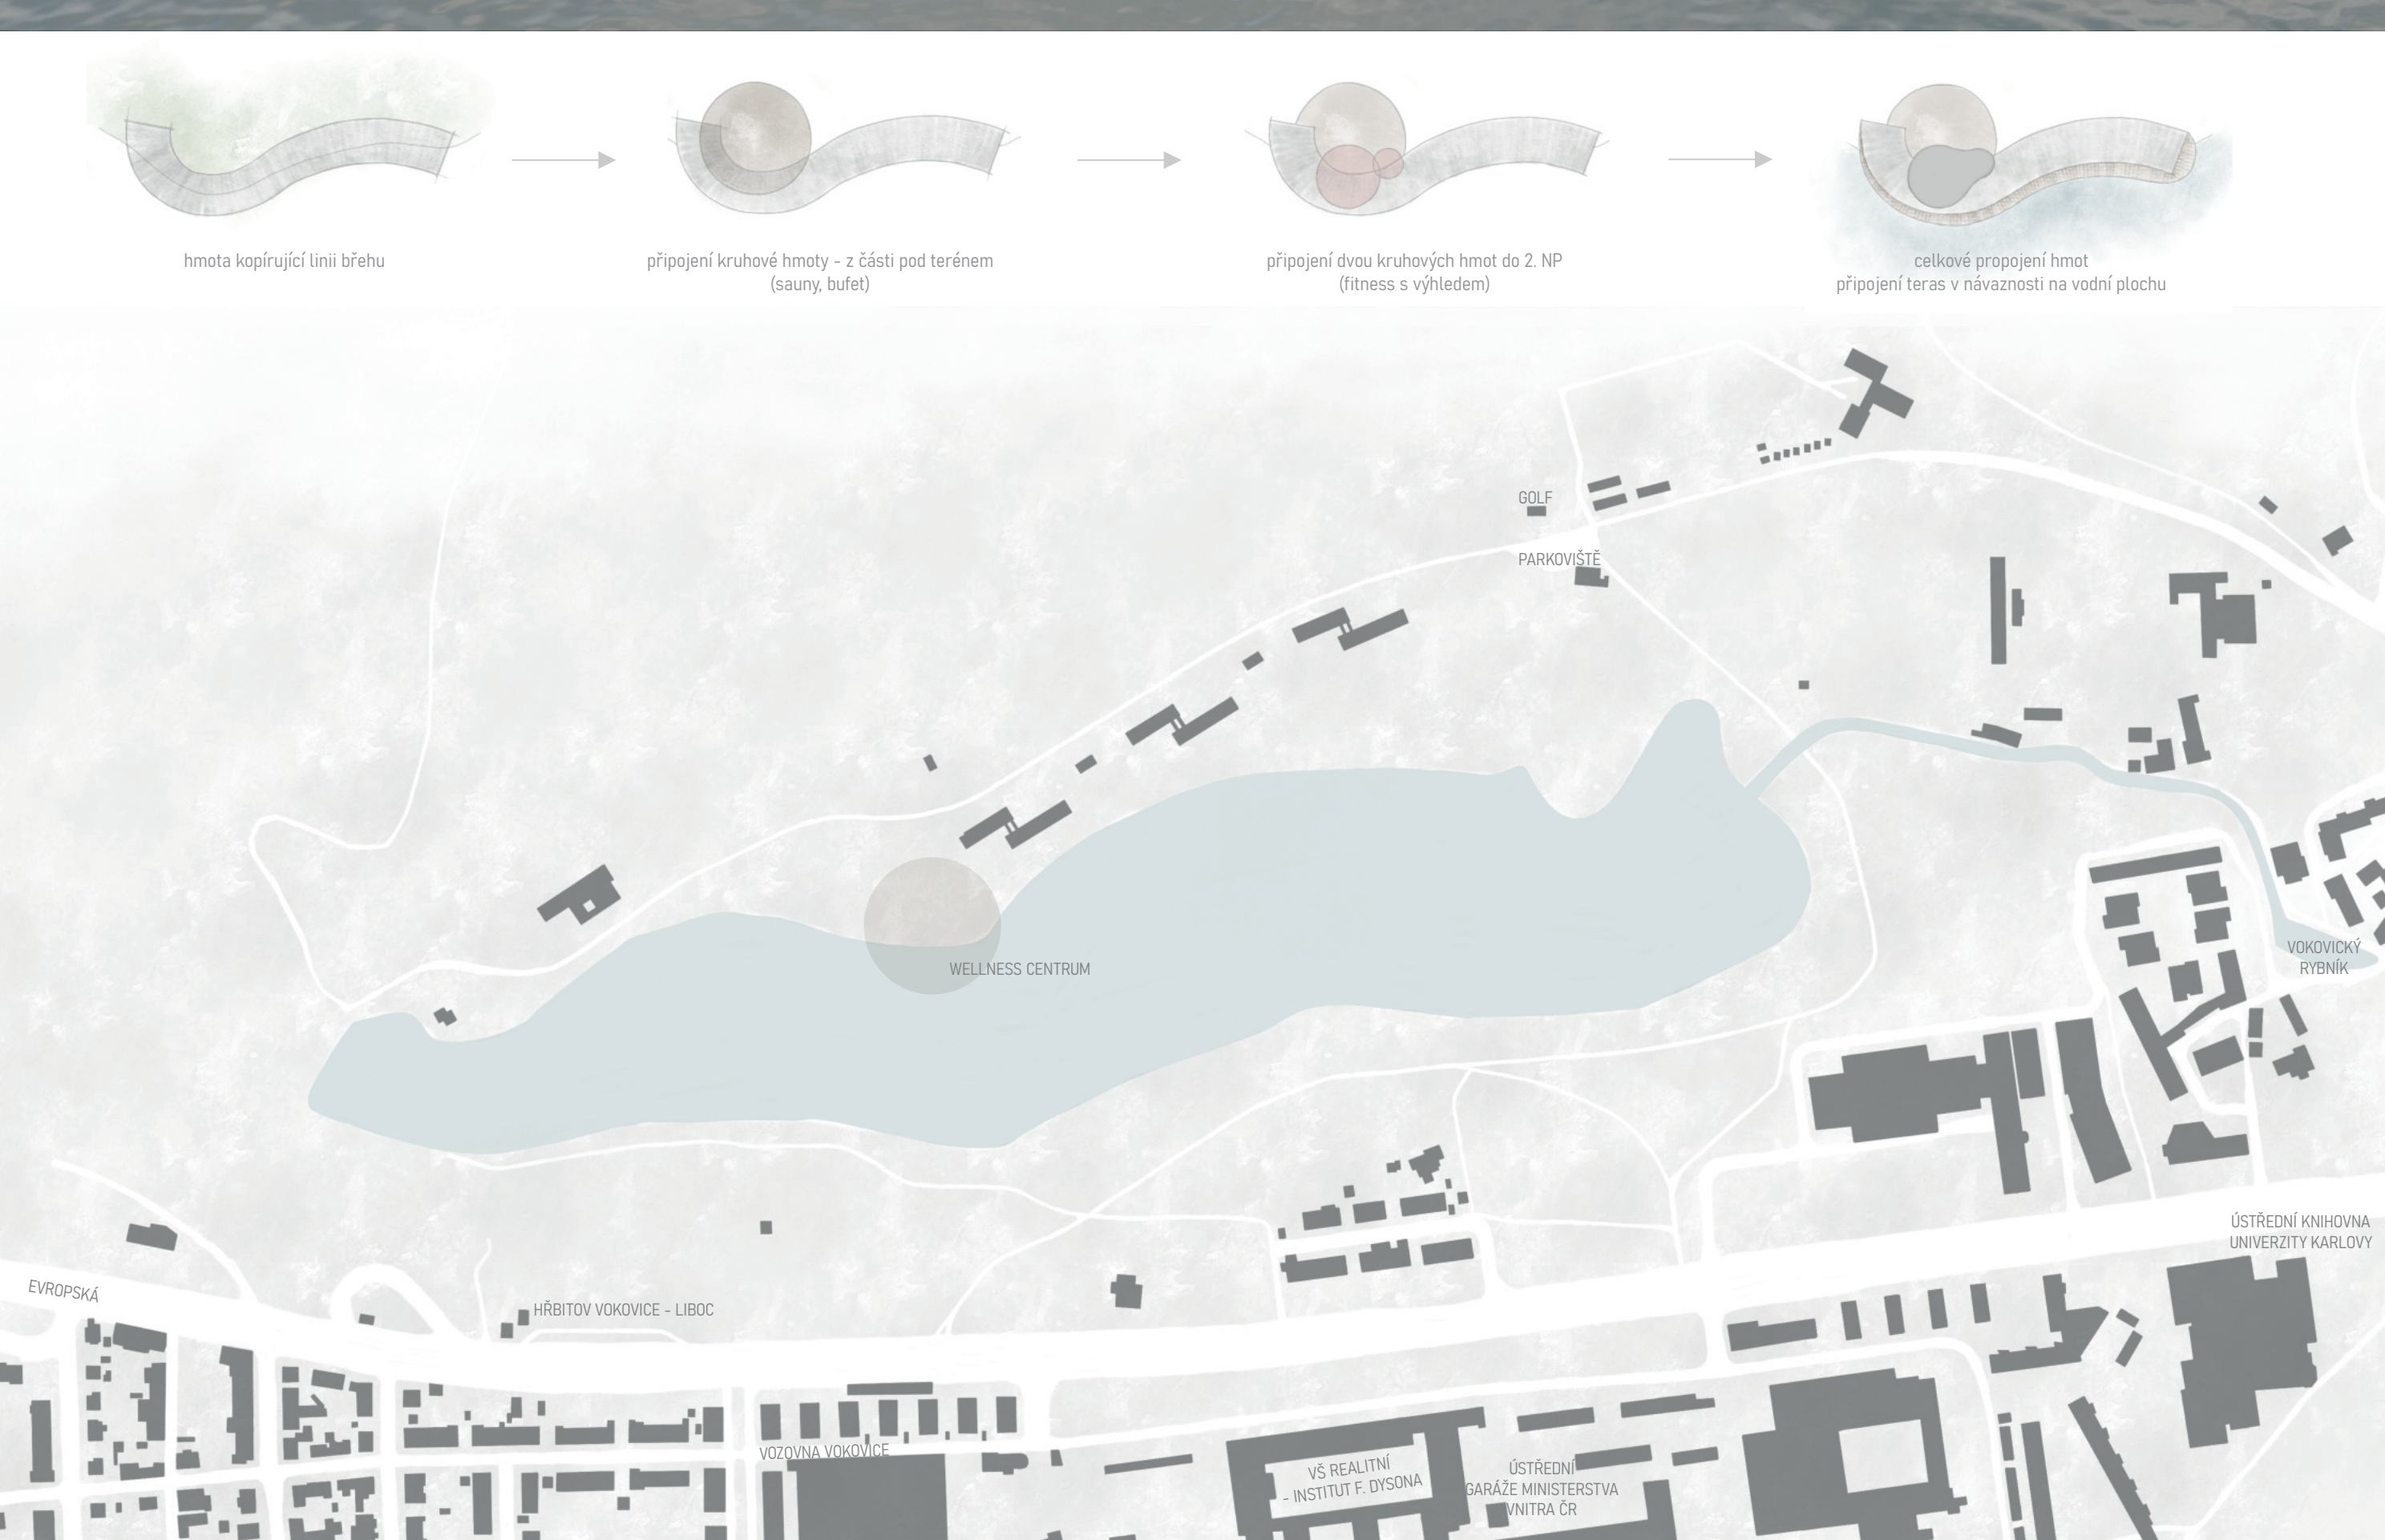 hmota kopírující linii břehu
připojení kruhové hmoty - z části pod terénem
(sauny, bufet)
připojení dvou kruhových hmot do 2. NP
(fitness s výhledem)
celkové propojení hmot
připojení teras v návaznosti na vodní plochu
GOLF
PARKOVIŠTĚ
WELLNESS CENTRUM
VOKOVICKÝ
RYBNÍK
ÚSTŘEDNÍ KNIHOVNA
UNIVERZITY KARLOVY
EVROPSKÁ
HŘBITOV VOKOVICE - LIBOC
VOZOVNA VOKOVICE
VŠ REALITNÍ
- INSTITUT F. DYSONA
ÚSTŘEDNÍ
GARÁŽE MINISTERSTVA
VNITRA ČR